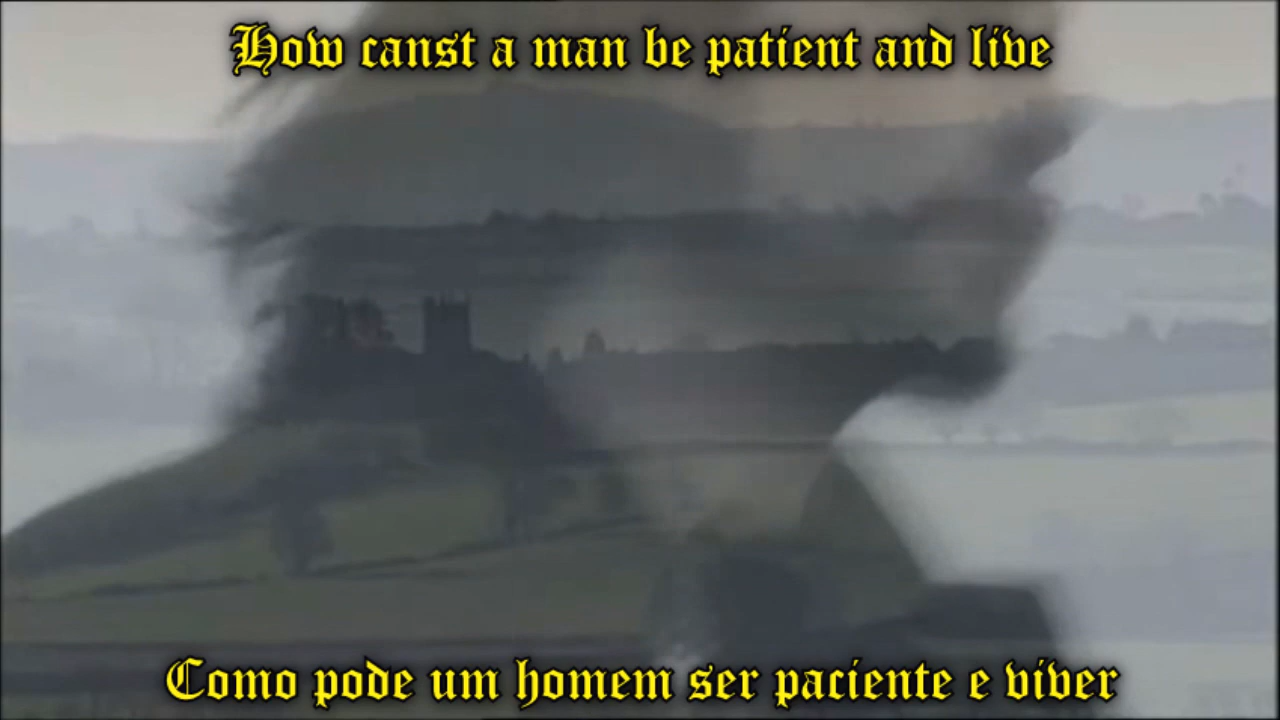 How canst a man be patient and live
Como pode um homem ser paciente e viver